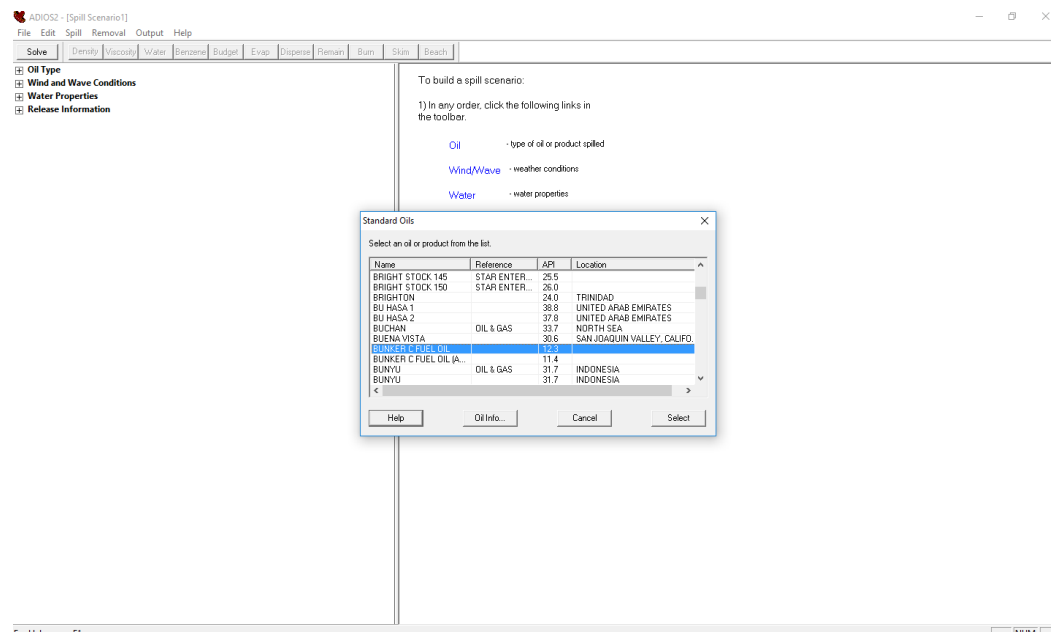 ADIOS2 - [Spill Scenario1]
File Edit Spill Removal Output Help
Solve Density Viscosity Water Benzene Budget Evap Disperse Remain Burn Skim Beach
Oil Type
Wind and Wave Conditions
Water Properties
Release Information
To build a spill scenario:
1) In any order, click the following links in
the toolbar.
Oil - type of oil or product spilled
Wind/Wave - weather conditions
Water - water properties
Standard Oils
Select an oil or product from the list.
Name Reference API Location
BRIGHT STOCK 145 STAR ENTER... 25.5
BRIGHT STOCK 150 STAR ENTER... 26.0
BRIGHTON 24.0 TRINIDAD
BU HASA 1 38.8 UNITED ARAB EMIRATES
BU HASA 2 37.8 UNITED ARAB EMIRATES
BUCHAN OIL & GAS 33.7 NORTH SEA
BUENA VISTA 30.6 SAN JOAQUIN VALLEY, CALIFO.
BUNKER C FUEL OIL 12.3
BUNKER C FUEL OIL (A... 11.4
BUNYU OIL & GAS 31.7 INDONESIA
BUNYU 31.7 INDONESIA
Help Oil Info... Cancel Select